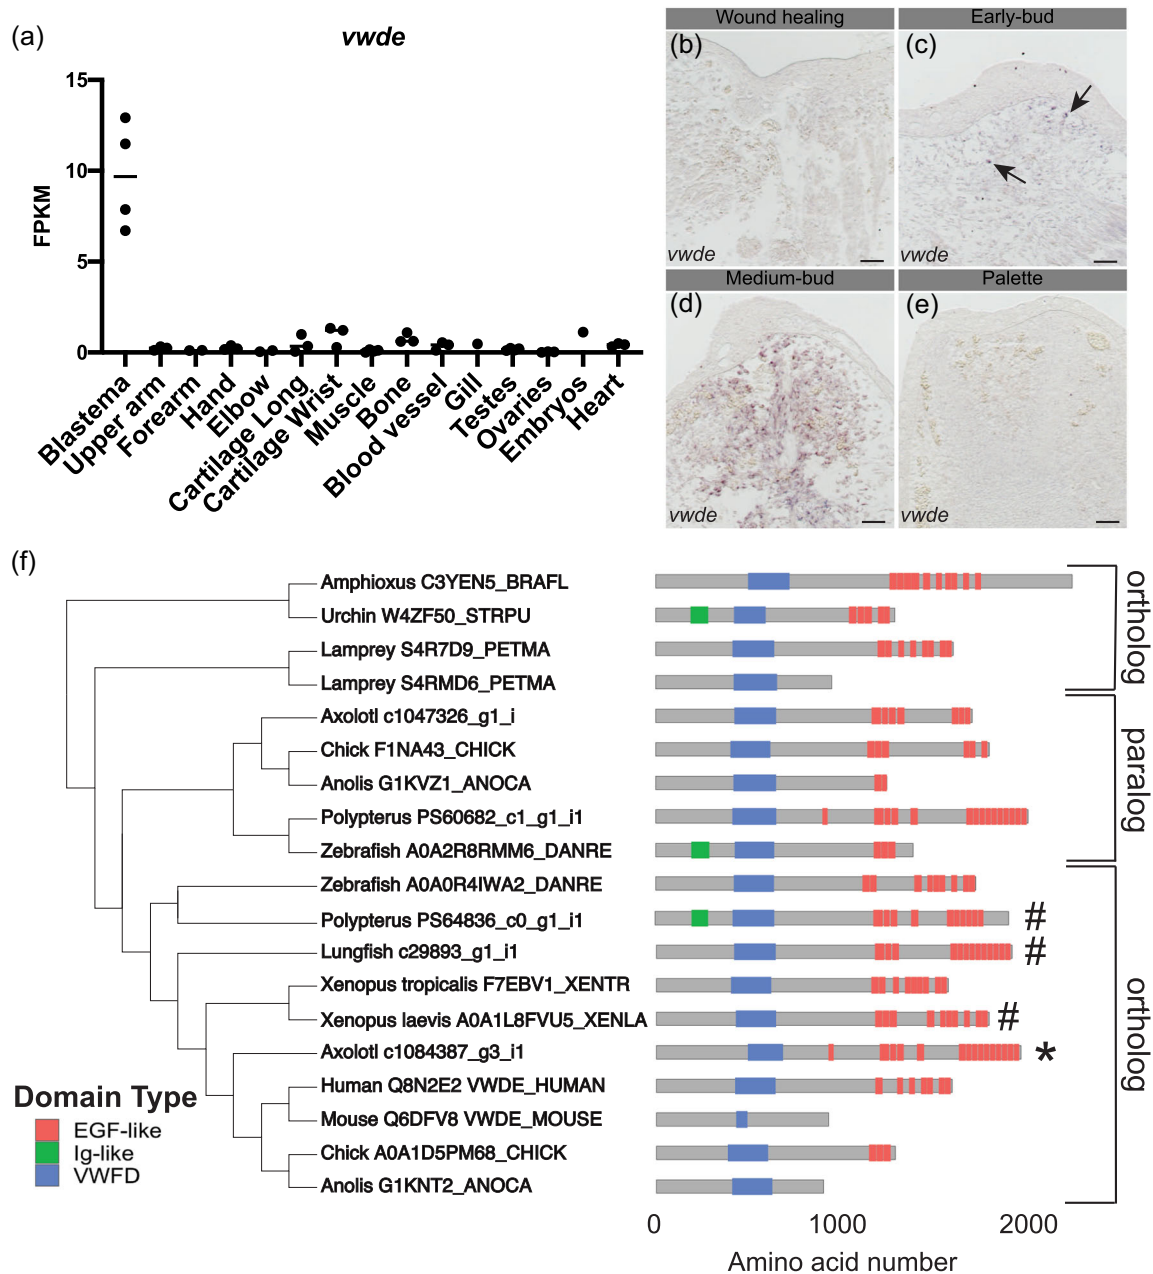 (a)
vwde
15
10
5
0
FPKM
Blastema
Upper arm
Forearm
Hand
Elbow
Cartilage Long
Cartilage Wrist
Muscle
Bone
Blood vessel
Gill
Testes
Ovaries
Embryos
Heart
Wound healing
(b)
vwde
Early-bud
(c)
vwde
Medium-bud
(d)
vwde
Palette
(e)
vwde
(f)
Amphioxus C3YEN5_BRAFL
Urchin W4ZF50_STRPU
Lamprey S4R7D9_PETMA
Lamprey S4RMD6_PETMA
Axolotl c1047326_g1_i
Chick F1NA43_CHICK
Anolis G1KVZ1_ANOCA
Polypterus PS60682_c1_g1_i1
Zebrafish A0A2R8RMM6_DANRE
Zebrafish A0A0R4IWA2_DANRE
Polypterus PS64836_c0_g1_i1 #
Lungfish c29893_g1_i1 #
Xenopus tropicalis F7EBV1_XENTR
Xenopus laevis A0A1L8FVU5_XENLA #
Axolotl c1084387_g3_i1 *
Human Q8N2E2 VWDE_HUMAN
Mouse Q6DFV8 VWDE_MOUSE
Chick A0A1D5PM68_CHICK
Anolis G1KNT2_ANOCA
ortholog
paralog
ortholog
Domain Type
EGF-like
Ig-like
VWFD
0 1000 2000
Amino acid number